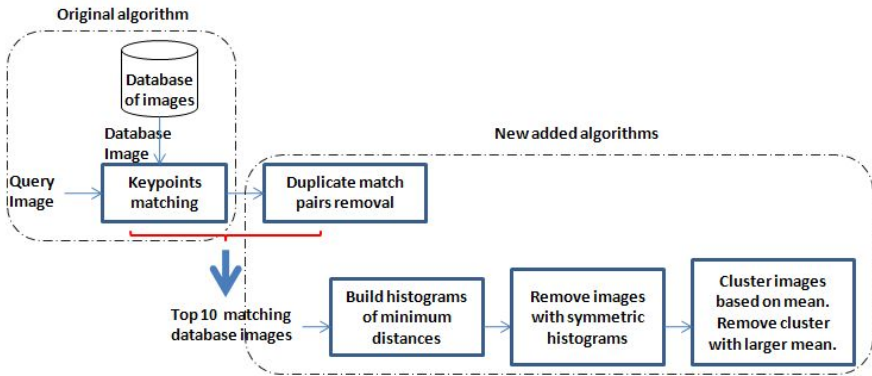 Original algorithm
Database
of images
Database
Image
New added algorithms
Query
Image
Keypoints
matching
Duplicate match
pairs removal
Top 10 matching
database images
Build histograms
of minimum
distances
Remove images
with symmetric
histograms
Cluster images
based on mean.
Remove cluster
with larger mean.